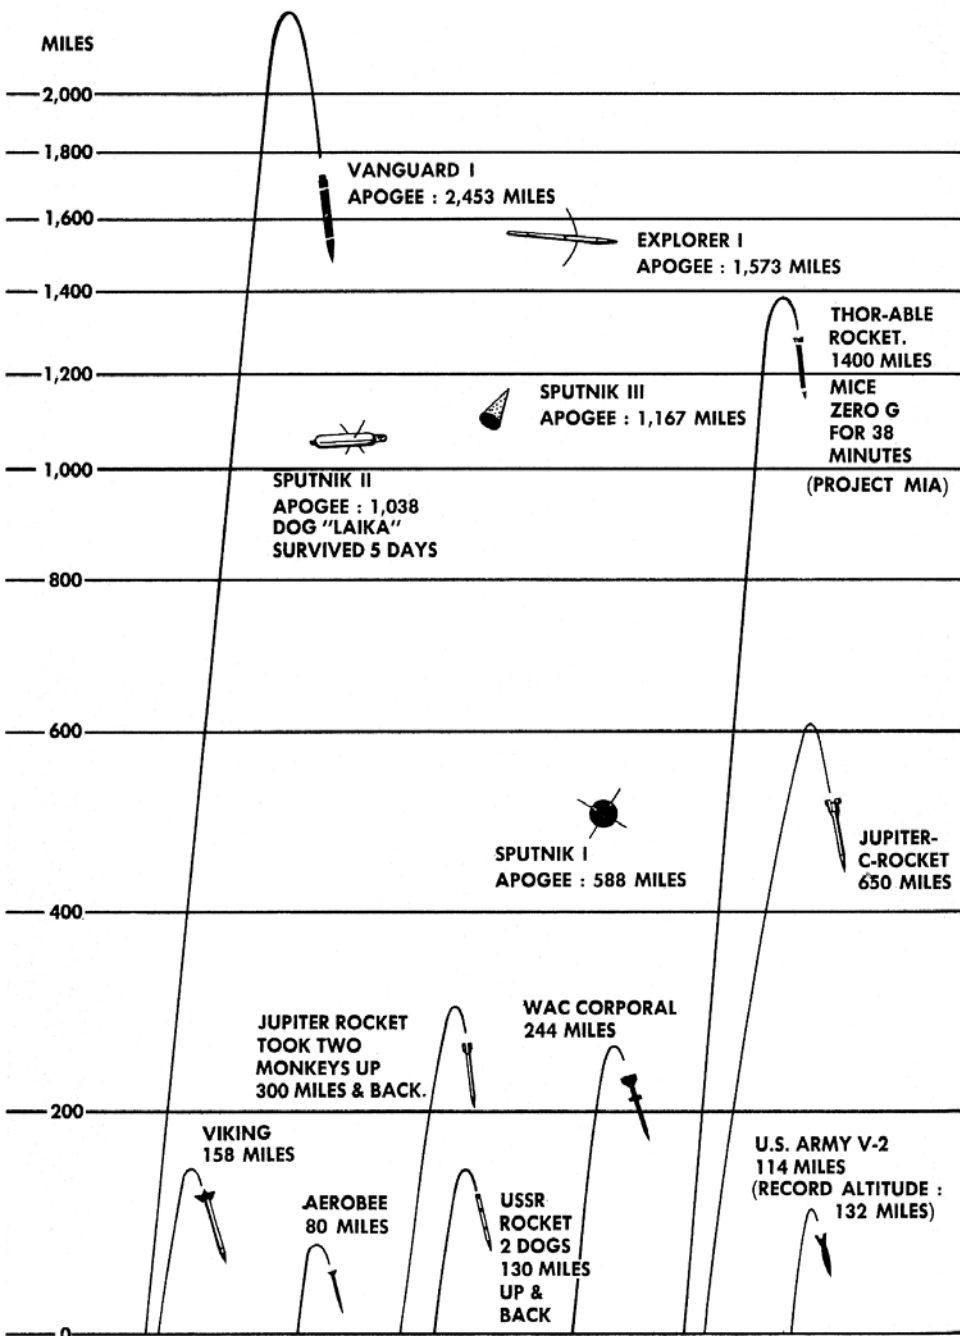 MILES
2,000
1,800
VANGUARD I
APOGEE : 2,453 MILES
1,600
EXPLORER I
APOGEE : 1,573 MILES
1,400
THOR-ABLE
ROCKET.
1400 MILES
MICE
ZERO G
FOR 38
MINUTES
(PROJECT MIA)
1,200
SPUTNIK III
APOGEE : 1,167 MILES
1,000
SPUTNIK II
APOGEE : 1,038
DOG "LAIKA"
SURVIVED 5 DAYS
800
600
SPUTNIK I
APOGEE : 588 MILES
JUPITER-
C-ROCKET
650 MILES
400
JUPITER ROCKET
TOOK TWO
MONKEYS UP
300 MILES & BACK.
WAC CORPORAL
244 MILES
200
VIKING
158 MILES
AEROBEE
80 MILES
USSR
ROCKET
2 DOGS
130 MILES
UP &
BACK
U.S. ARMY V-2
114 MILES
(RECORD ALTITUDE :
132 MILES)
0